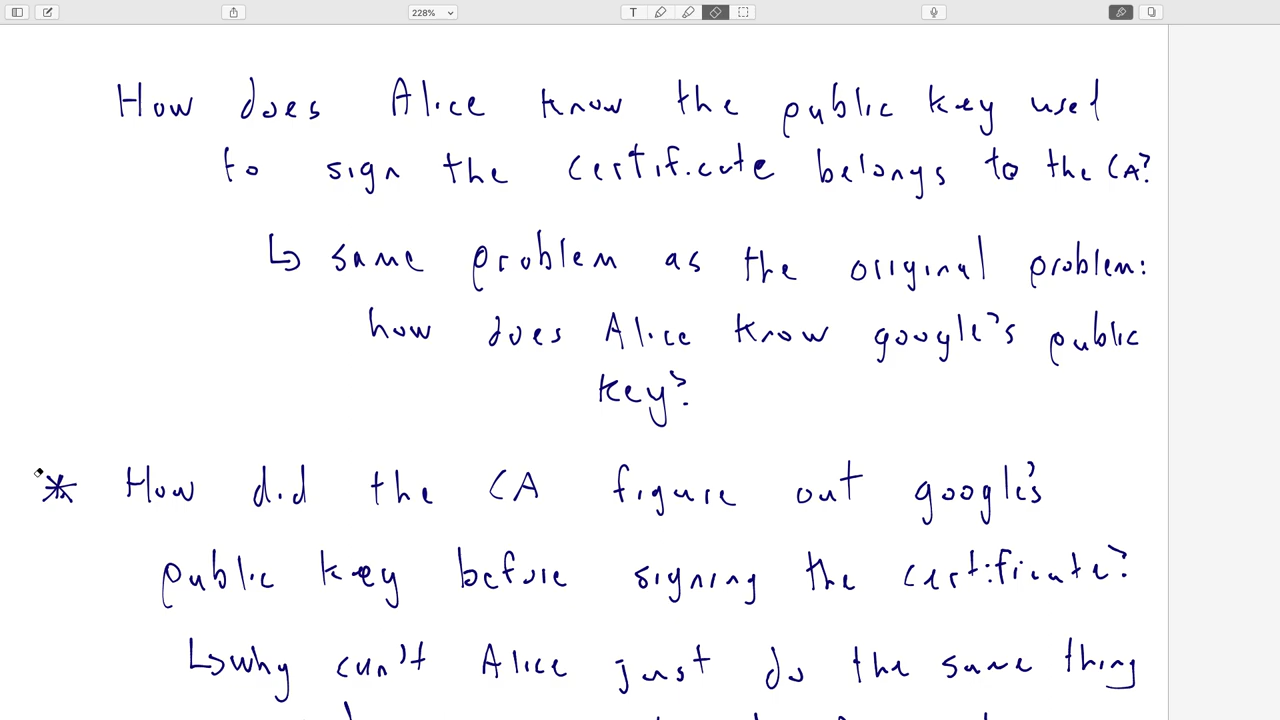 228%
T
How does Alice know the public key used
to sign the certificate belongs to the CA?
↳ same problem as the original problem:
how does Alice know google's public
key?
* How did the CA figure out google's
public key before signing the certificate?
↳ why can't Alice just do the same thing